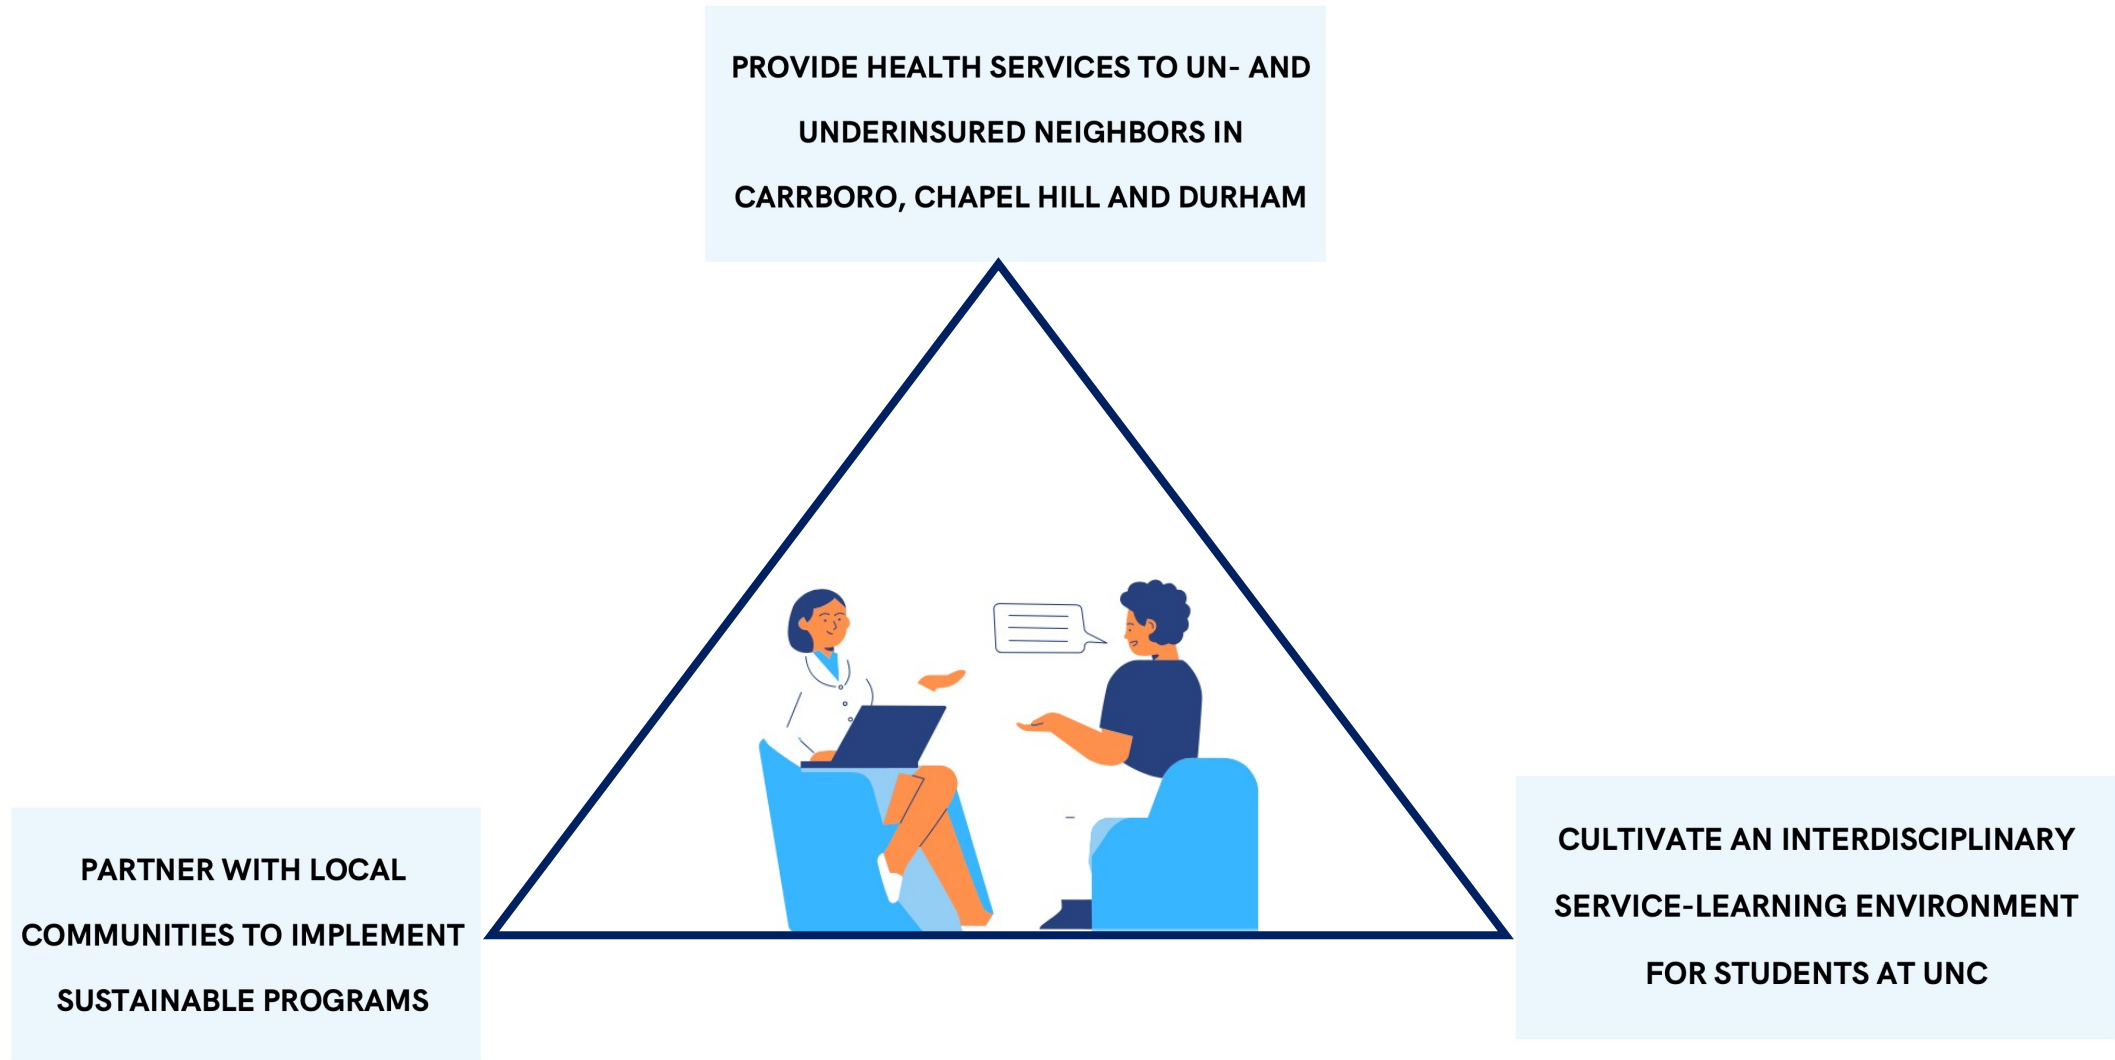 PROVIDE HEALTH SERVICES TO UN- AND
UNDERINSURED NEIGHBORS IN
CARRBORO, CHAPEL HILL AND DURHAM
PARTNER WITH LOCAL
COMMUNITIES TO IMPLEMENT
SUSTAINABLE PROGRAMS
CULTIVATE AN INTERDISCIPLINARY
SERVICE-LEARNING ENVIRONMENT
FOR STUDENTS AT UNC